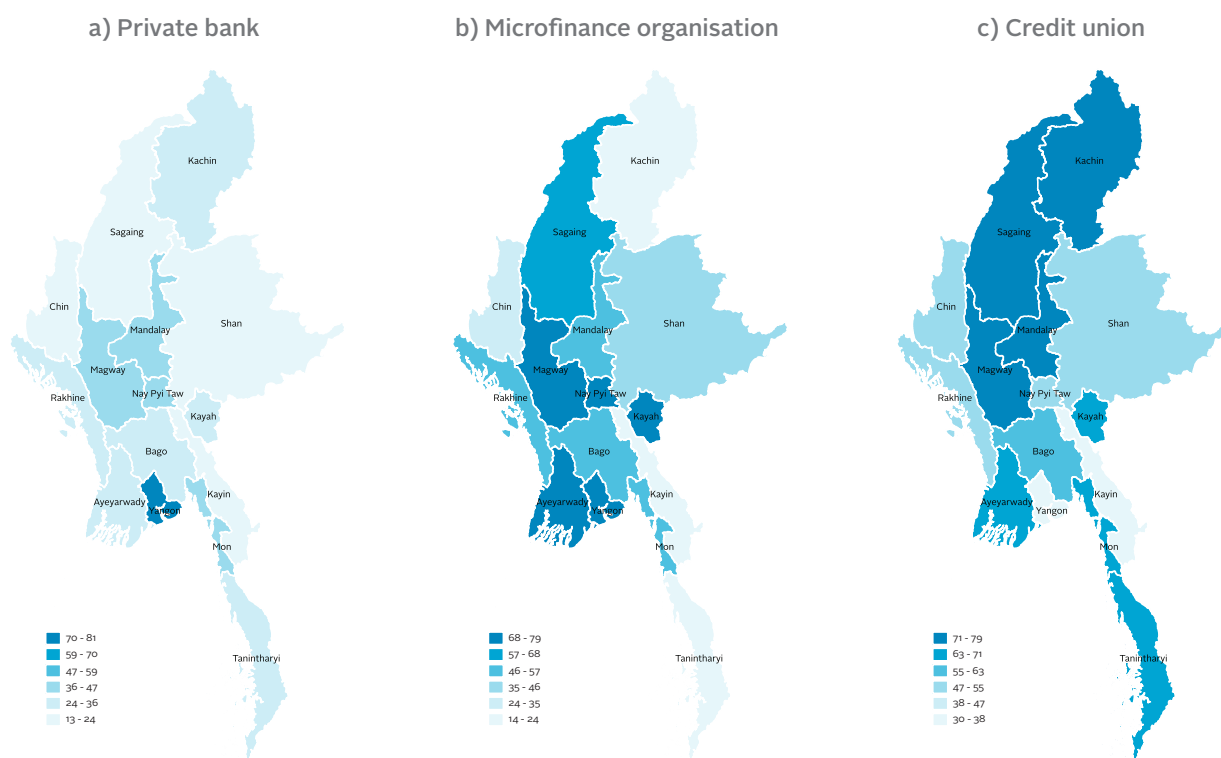 a) Private bank
Kachin
Sagaing
Chin
Shan
Mandalay
Magway
Nay Pyi Taw
Rakhine
Kayah
Bago
Kayin
Ayeyarwady
Yangon
Mon
Tanintharyi
70 - 81
59 - 70
47 - 59
36 - 47
24 - 36
13 - 24
b) Microfinance organisation
Kachin
Sagaing
Chin
Shan
Mandalay
Magway
Nay Pyi Taw
Rakhine
Kayah
Bago
Kayin
Ayeyarwady
Yangon
Mon
Tanintharyi
68 - 79
57 - 68
46 - 57
35 - 46
24 - 35
14 - 24
c) Credit union
Kachin
Sagaing
Chin
Shan
Mandalay
Magway
Nay Pyi Taw
Rakhine
Kayah
Bago
Kayin
Ayeyarwady
Yangon
Mon
Tanintharyi
71 - 79
63 - 71
55 - 63
47 - 55
38 - 47
30 - 38